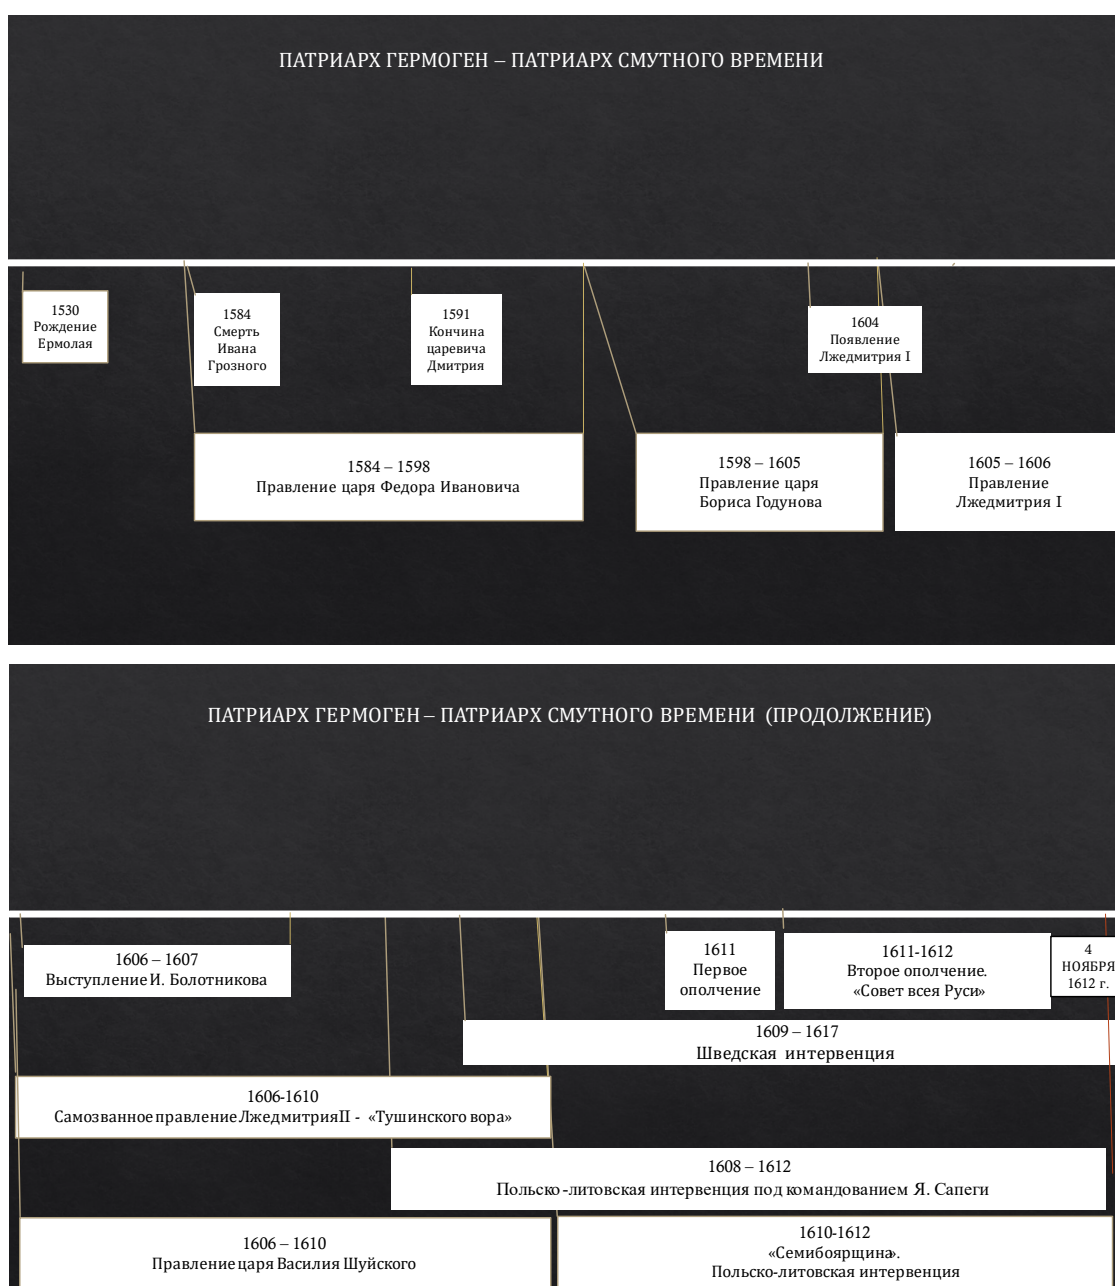 ПАТРИАРХ ГЕРМОГЕН – ПАТРИАРХ СМУТНОГО ВРЕМЕНИ
1530
Рождение
Ермолая
1584
Смерть
Ивана
Грозного
1591
Кончина
царевича
Дмитрия
1604
Появление
Лжедмитрия I
1584 – 1598
Правление царя Федора Ивановича
1598 – 1605
Правление царя
Бориса Годунова
1605 – 1606
Правление
Лжедмитрия I
ПАТРИАРХ ГЕРМОГЕН – ПАТРИАРХ СМУТНОГО ВРЕМЕНИ (ПРОДОЛЖЕНИЕ)
1606 – 1607
Выступление И. Болотникова
1611
Первое
ополчение
1611-1612
Второе ополчение.
«Совет всея Руси»
4
НОЯБРЯ
1612 г.
1609 – 1617
Шведская интервенция
1606-1610
Самозванное правление Лжедмитрия II - «Тушинского вора»
1608 – 1612
Польско-литовская интервенция под командованием Я. Сапеги
1606 – 1610
Правление царя Василия Шуйского
1610-1612
«Семибоярщина».
Польско-литовская интервенция